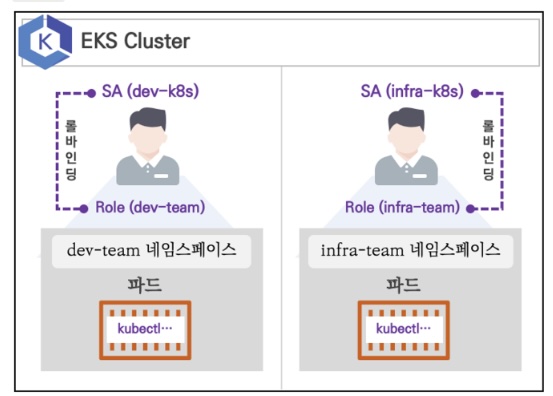 K
EKS Cluster
SA (dev-k8s)
롤바인딩
Role (dev-team)
dev-team 네임스페이스
파드
kubectl···
SA (infra-k8s)
롤바인딩
Role (infra-team)
infra-team 네임스페이스
파드
kubectl···